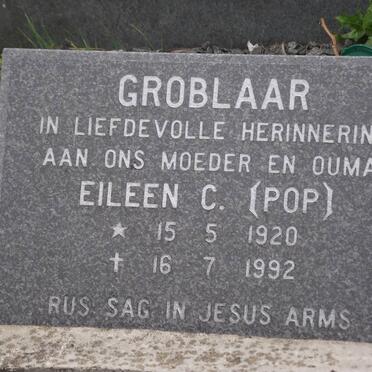 GROBLAAR
IN LIEFDEVOLLE HERINNERIN
AAN ONS MOEDER EN OUMA
EILEEN C. (POP)
* 15 5 1920
† 16 7 1992
RUS SAG IN JESUS ARMS